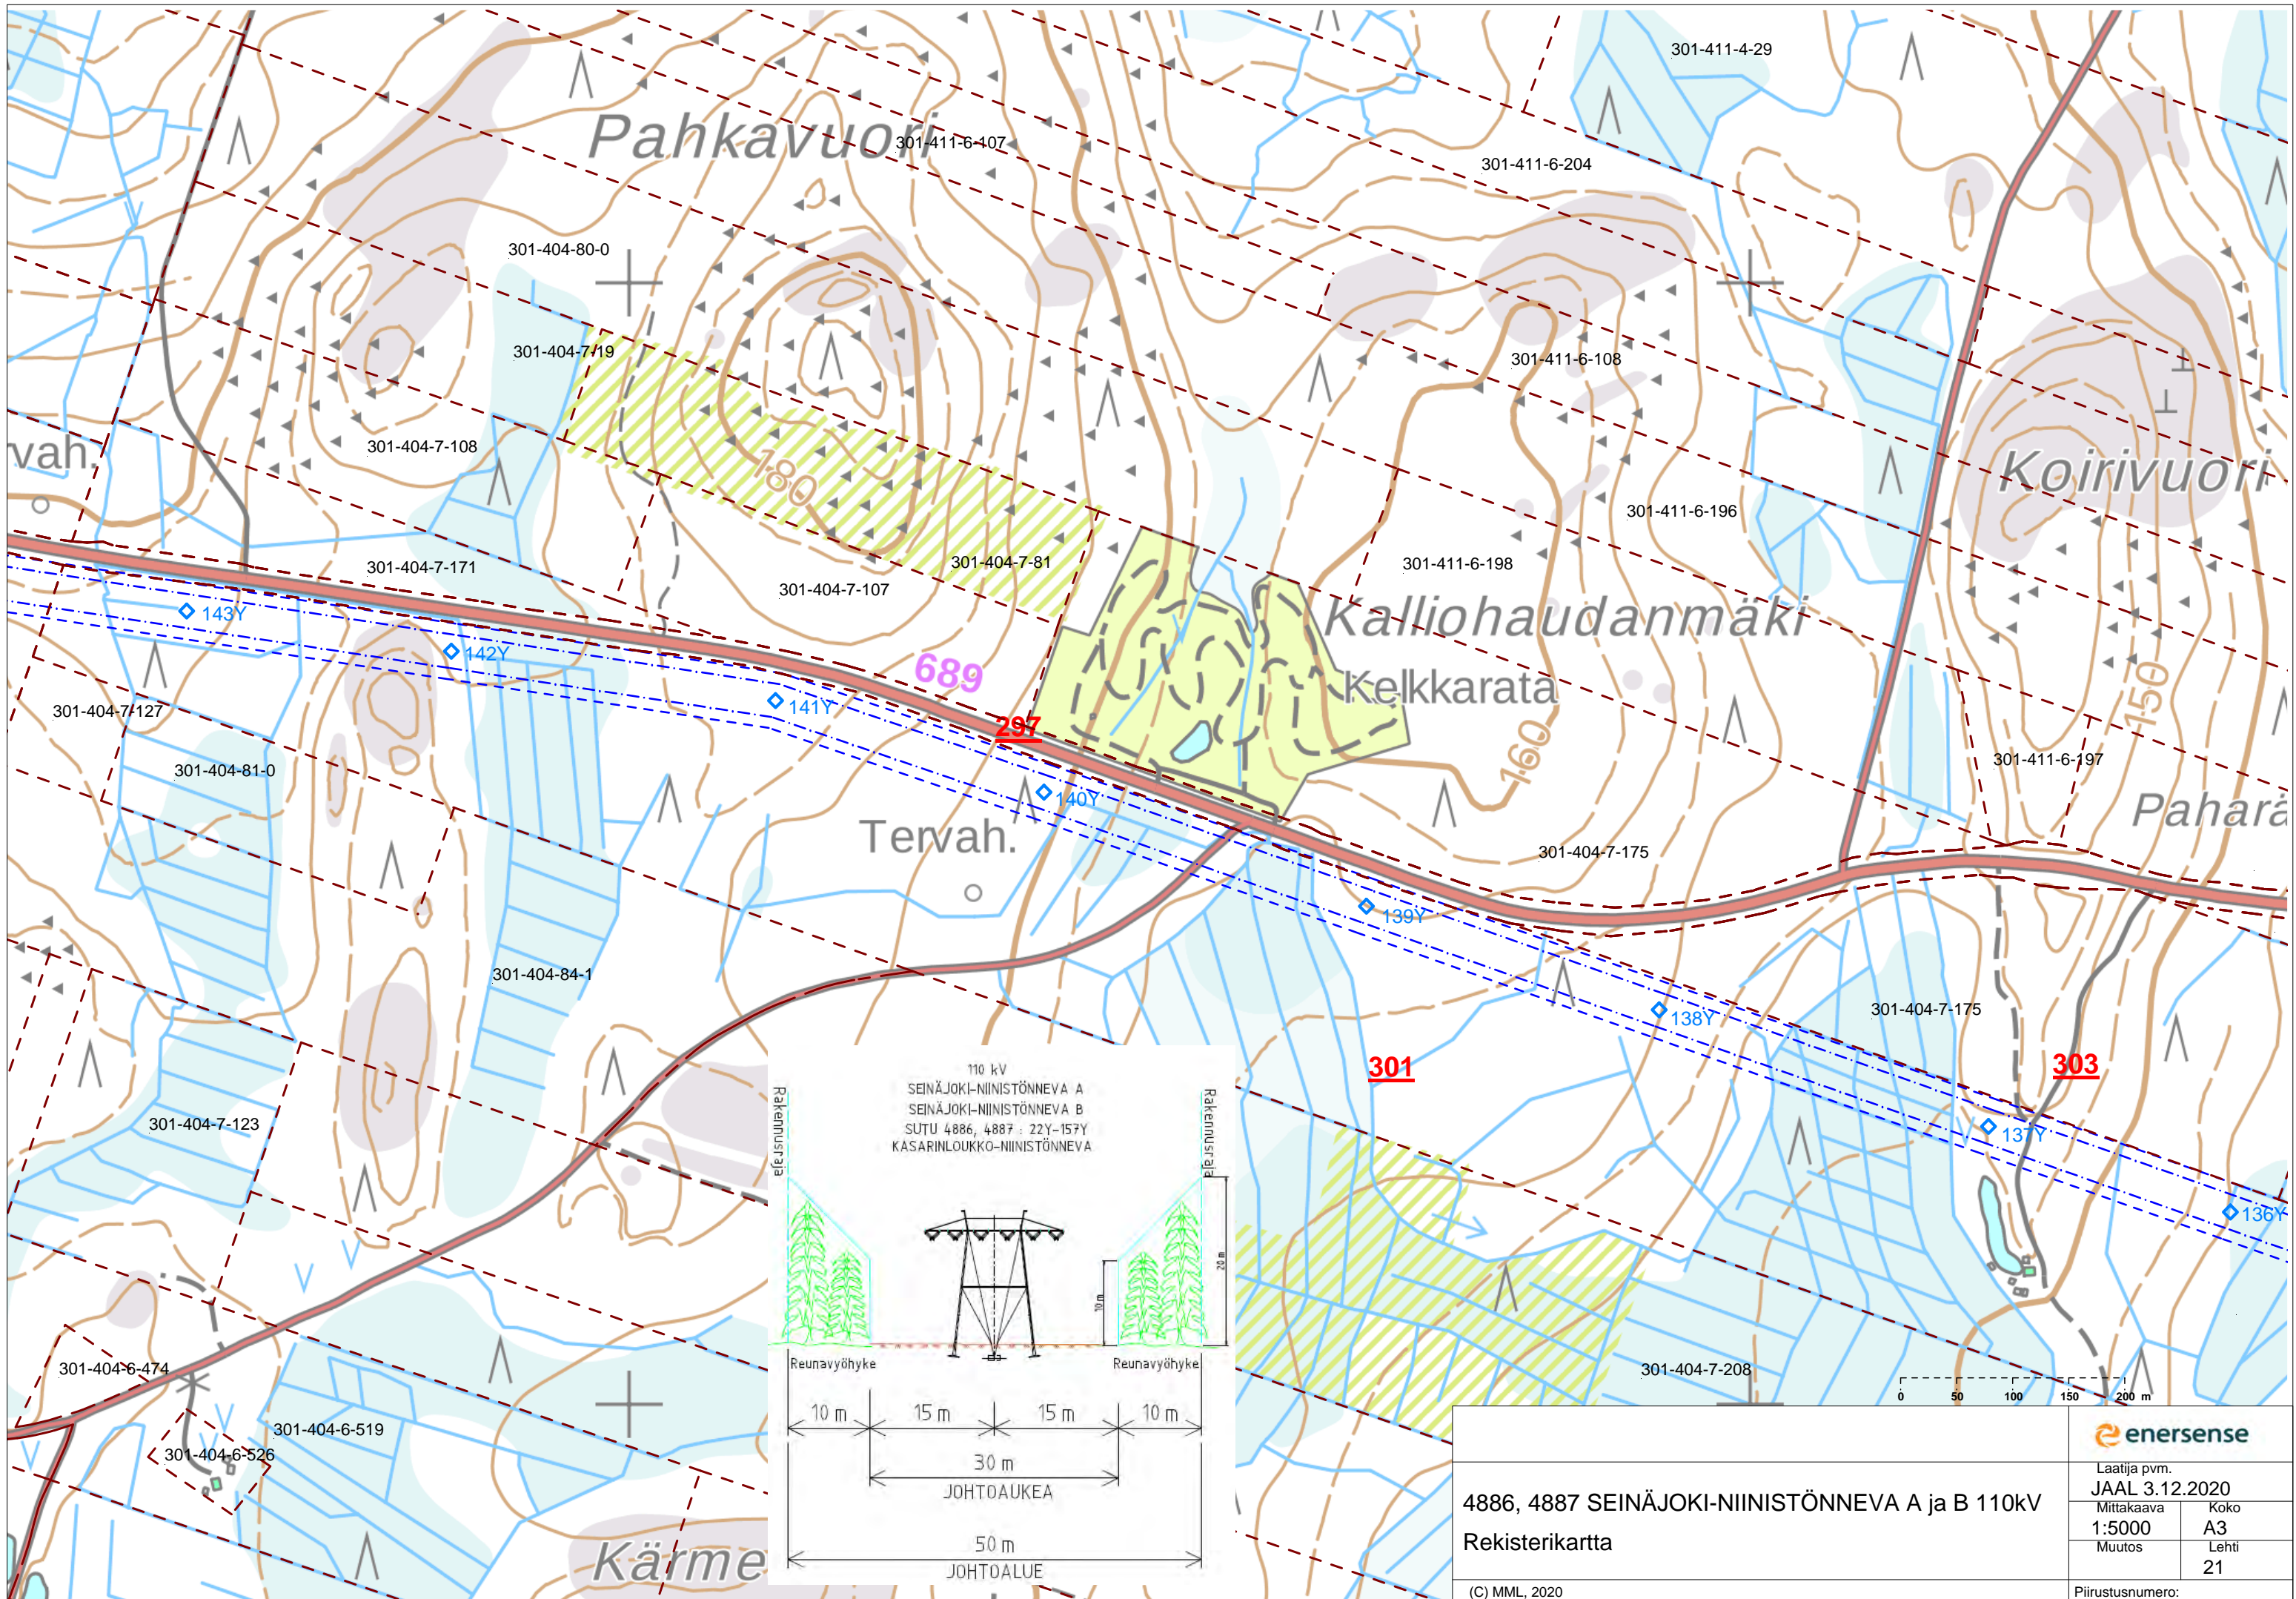 301-411-4-29
Pahkavuori
301-411-6-107
301-411-6-204
301-404-80-0
301-404-7-19
301-411-6-108
301-404-7-108
vah.
Koirivuori
180
301-411-6-196
301-404-7-171
301-404-7-81
301-411-6-198
301-404-7-107
143Y
Kalliohaudanmäki
142Y
689
Kelkkarata
150
141Y
301-404-7-127
297
160
301-404-81-0
301-411-6-197
140Y
Pahara
Tervah.
301-404-7-175
139Y
301-404-84-1
138Y
301-404-7-175
301
303
301-404-7-123
137Y
136Y
110 kV
SEINÄJOKI-NIINISTÖNNEVA A
SEINÄJOKI-NIINISTÖNNEVA B
SUTU 4886, 4887 : 22Y-157Y
KASARINLOUKKO-NIINISTÖNNEVA
Rakennusraja
Rakennusraja
20 m
10 m
Reunavyöhyke
Reunavyöhyke
10 m
15 m
15 m
10 m
30 m
JOHTOAUKEA
50 m
JOHTOALUE
301-404-6-474
301-404-7-208
301-404-6-519
301-404-6-526
0 50 100 150 200 m
Kärme
enersense
4886, 4887 SEINÄJOKI-NIINISTÖNNEVA A ja B 110kV
Rekisterikartta
Laatija pvm.
JAAL 3.12.2020
Mittakaava
1:5000
Koko
A3
Muutos
Lehti
21
(C) MML, 2020
Piirustusnumero: